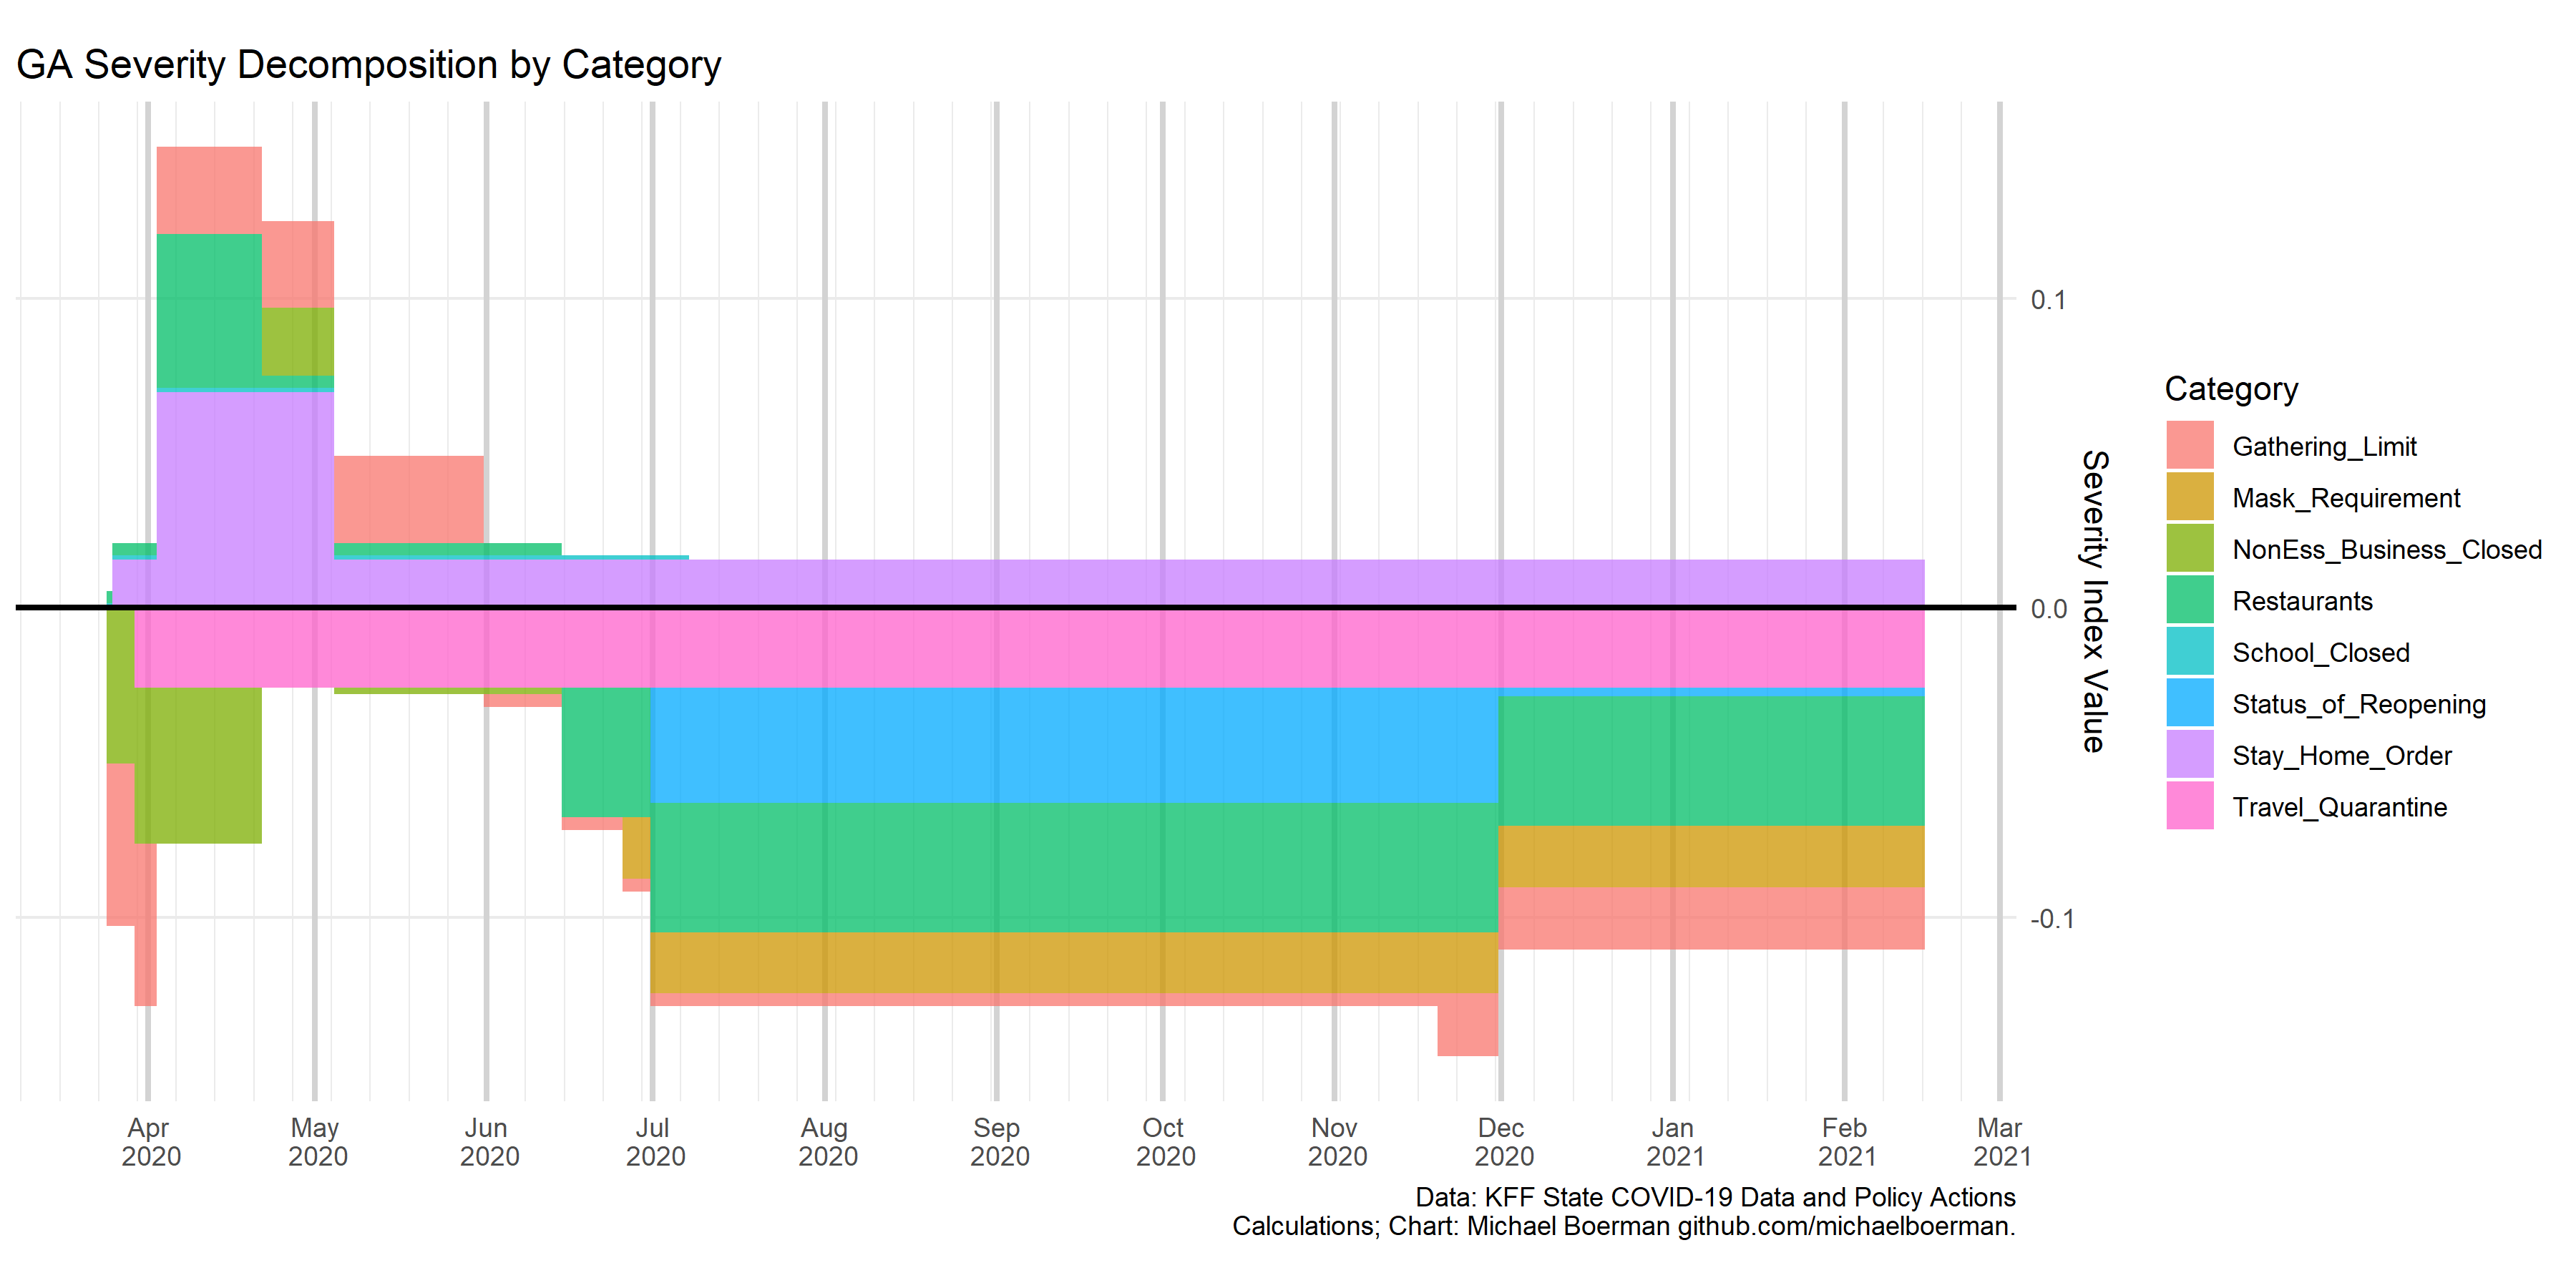 GA Severity Decomposition by Category
0.1
0.0
-0.1
Severity Index Value
Apr
2020
May
2020
Jun
2020
Jul
2020
Aug
2020
Sep
2020
Oct
2020
Nov
2020
Dec
2020
Jan
2021
Feb
2021
Mar
2021
Category
Gathering_Limit
Mask_Requirement
NonEss_Business_Closed
Restaurants
School_Closed
Status_of_Reopening
Stay_Home_Order
Travel_Quarantine
Data: KFF State COVID-19 Data and Policy Actions
Calculations; Chart: Michael Boerman github.com/michaelboerman.